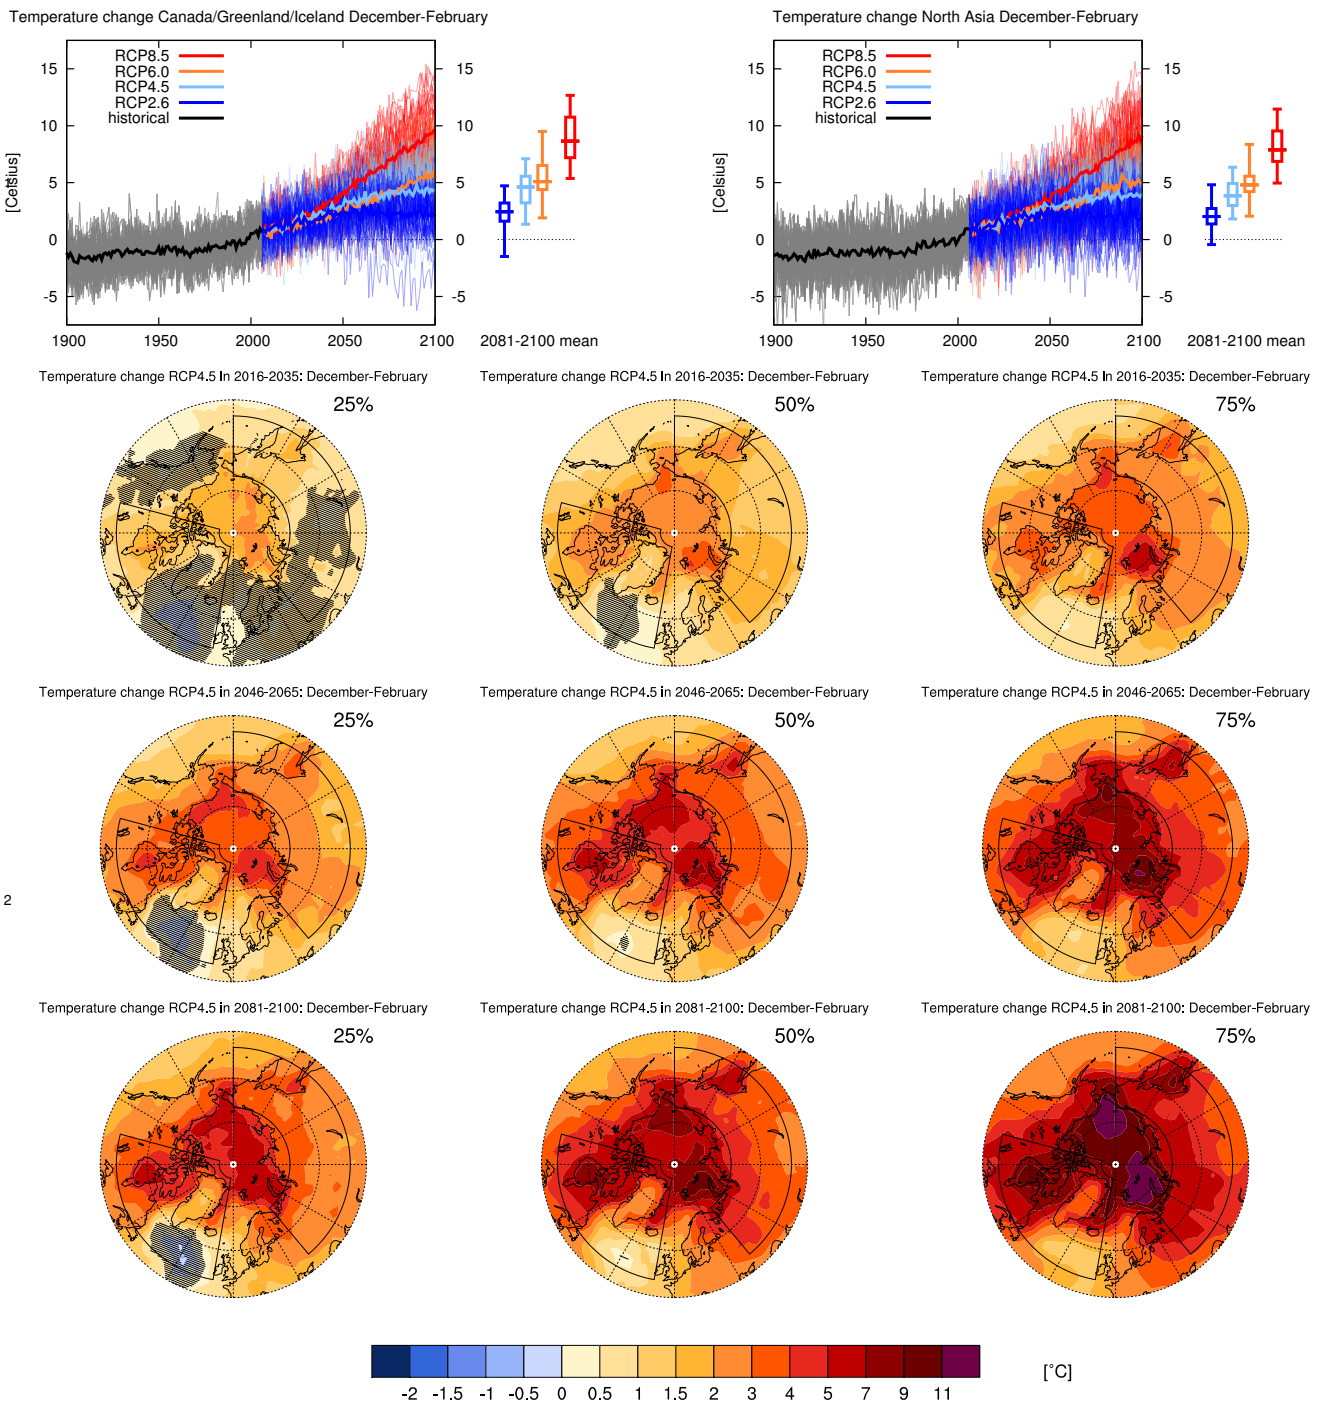 Temperature change Canada/Greenland/Iceland December-February
Temperature change North Asia December-February
RCP8.5
RCP6.0
RCP4.5
RCP2.6
historical
[Celsius]
15
10
5
0
-5
15
10
5
0
-5
1900 1950 2000 2050 2100
2081-2100 mean
RCP8.5
RCP6.0
RCP4.5
RCP2.6
historical
[Celsius]
15
10
5
0
-5
15
10
5
0
-5
1900 1950 2000 2050 2100
2081-2100 mean
Temperature change RCP4.5 in 2016-2035: December-February
25%
Temperature change RCP4.5 in 2016-2035: December-February
50%
Temperature change RCP4.5 in 2016-2035: December-February
75%
Temperature change RCP4.5 in 2046-2065: December-February
25%
Temperature change RCP4.5 in 2046-2065: December-February
50%
Temperature change RCP4.5 in 2046-2065: December-February
75%
2
Temperature change RCP4.5 in 2081-2100: December-February
25%
Temperature change RCP4.5 in 2081-2100: December-February
50%
Temperature change RCP4.5 in 2081-2100: December-February
75%
-2 -1.5 -1 -0.5 0 0.5 1 1.5 2 3 4 5 7 9 11
[°C]